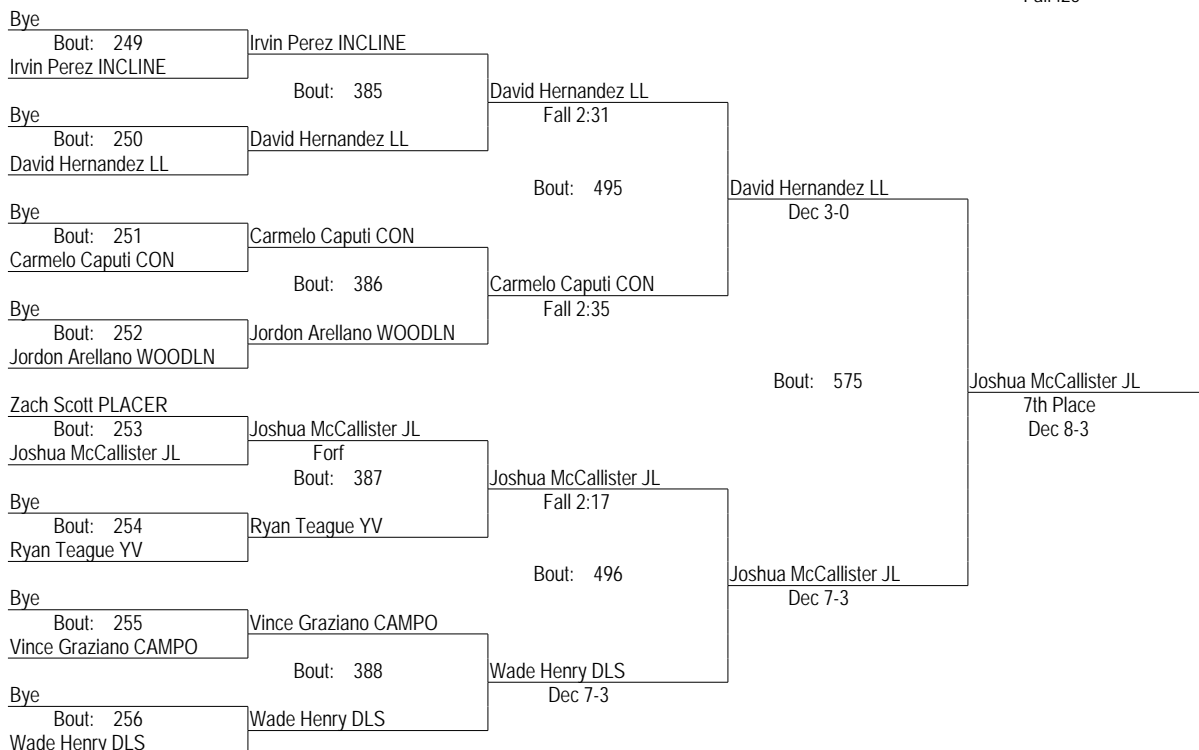 Bye
Bout: 249
Irvin Perez INCLINE
Irvin Perez INCLINE
Bout: 385
David Hernandez LL
Fall 2:31
Bye
Bout: 250
David Hernandez LL
David Hernandez LL
Bout: 495
David Hernandez LL
Dec 3-0
Bye
Bout: 251
Carmelo Caputi CON
Carmelo Caputi CON
Bout: 386
Carmelo Caputi CON
Fall 2:35
Bye
Bout: 252
Jordon Arellano WOODLN
Jordon Arellano WOODLN
Bout: 575
Joshua McCallister JL
7th Place
Dec 8-3
Zach Scott PLACER
Bout: 253
Joshua McCallister JL
Joshua McCallister JL
Forf
Bout: 387
Joshua McCallister JL
Fall 2:17
Bye
Bout: 254
Ryan Teague YV
Ryan Teague YV
Bout: 496
Joshua McCallister JL
Dec 7-3
Bye
Bout: 255
Vince Graziano CAMPO
Vince Graziano CAMPO
Bout: 388
Wade Henry DLS
Dec 7-3
Bye
Bout: 256
Wade Henry DLS
Wade Henry DLS